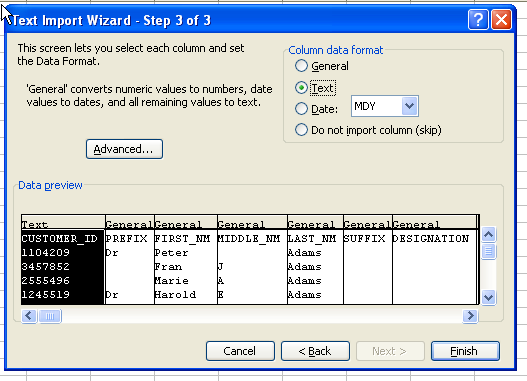 Text Import Wizard - Step 3 of 3
This screen lets you select each column and set
the Data Format.
'General' converts numeric values to numbers, date
values to dates, and all remaining values to text.
Advanced...
Column data format
General
Text
Date: MDY
Do not import column (skip)
Data preview
Text General General General General General General
CUSTOMER_ID PREFIX FIRST_NM MIDDLE_NM LAST_NM SUFFIX DESIGNATION
1104209 Dr Peter Adams
3457852 Fran J Adams
2555496 Marie A Adams
1245519 Dr Harold E Adams
Cancel < Back Next > Finish